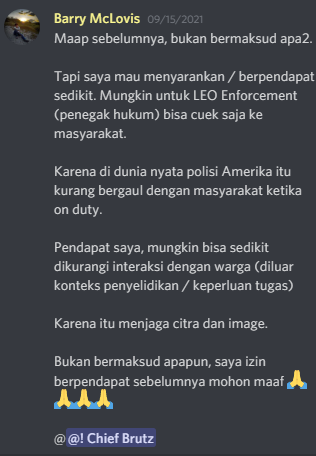 Barry McLovis 09/15/2021
Maap sebelumnya, bukan bermaksud apa2.
Tapi saya mau menyarankan / berpendapat
sedikit. Mungkin untuk LEO Enforcement
(penegak hukum) bisa cuek saja ke
masyarakat.
Karena di dunia nyata polisi Amerika itu
kurang bergaul dengan masyarakat ketika
on duty.
Pendapat saya, mungkin bisa sedikit
dikurangi interaksi dengan warga (diluar
konteks penyelidikan / keperluan tugas)
Karena itu menjaga citra dan image.
Bukan bermaksud apapun, saya izin
berpendapat sebelumnya mohon maaf 🙏
🙏🙏🙏
@@! Chief Brutz